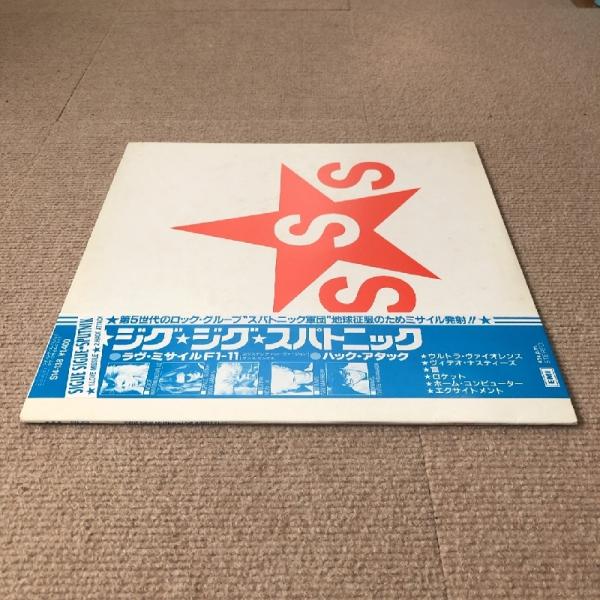 S
S
S
★第5世代のロック・グループ"スパトニック軍団"地球征服のためミサイル発射!!★
ジグ★ジグ★スパトニック
●ラヴ・ミサイルF1-11
●ハック・アタック
★ウルトラ・ヴァイオレンス
★ヴィデオ・ナスティーズ
★ロケット
★ホーム・コンピューター
★エクサイトメント
EMI
SIGUE SIGUE SPUTNIK
S14-128
¥1,400